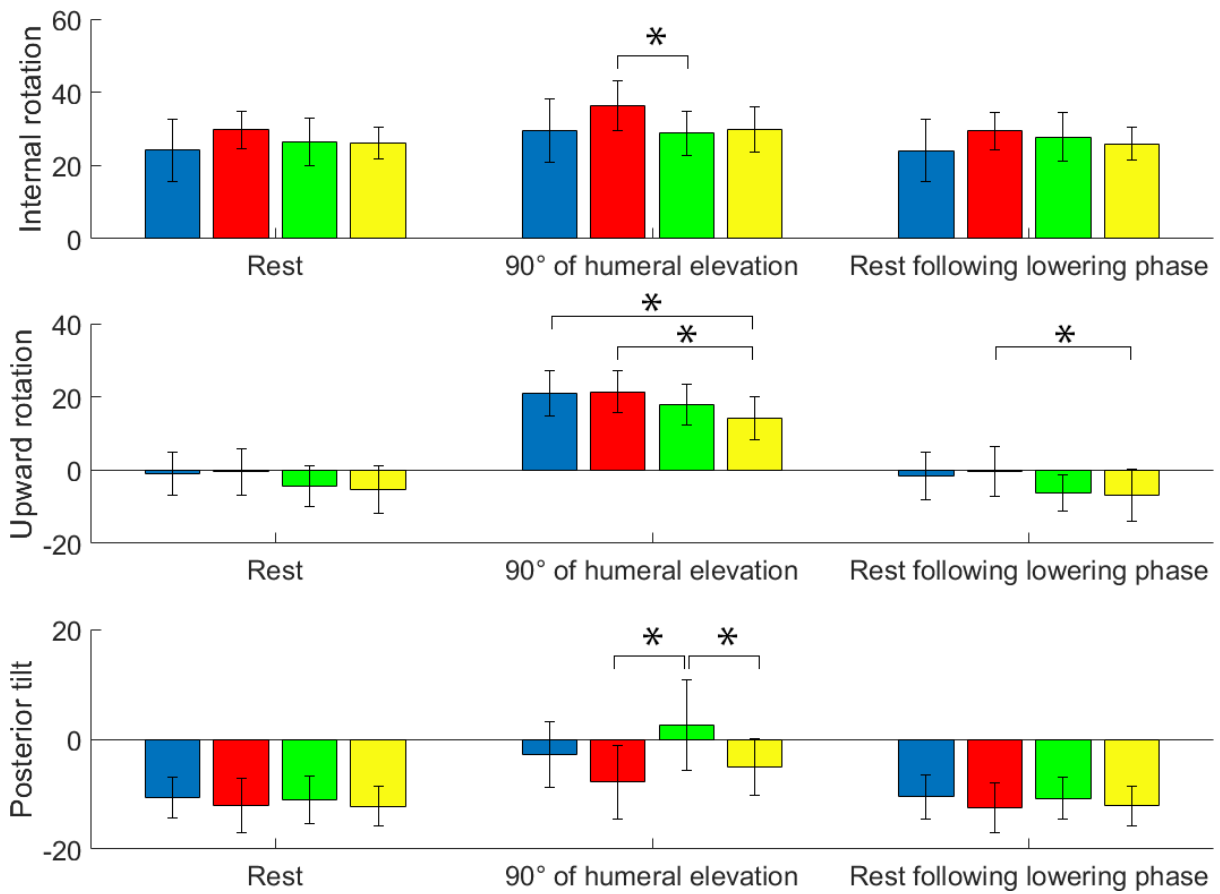 Internal rotation
60
40
20
0
*
Rest
90° of humeral elevation
Rest following lowering phase
Upward rotation
40
20
0
-20
*
*
*
Rest
90° of humeral elevation
Rest following lowering phase
Posterior tilt
20
0
-20
*
*
Rest
90° of humeral elevation
Rest following lowering phase